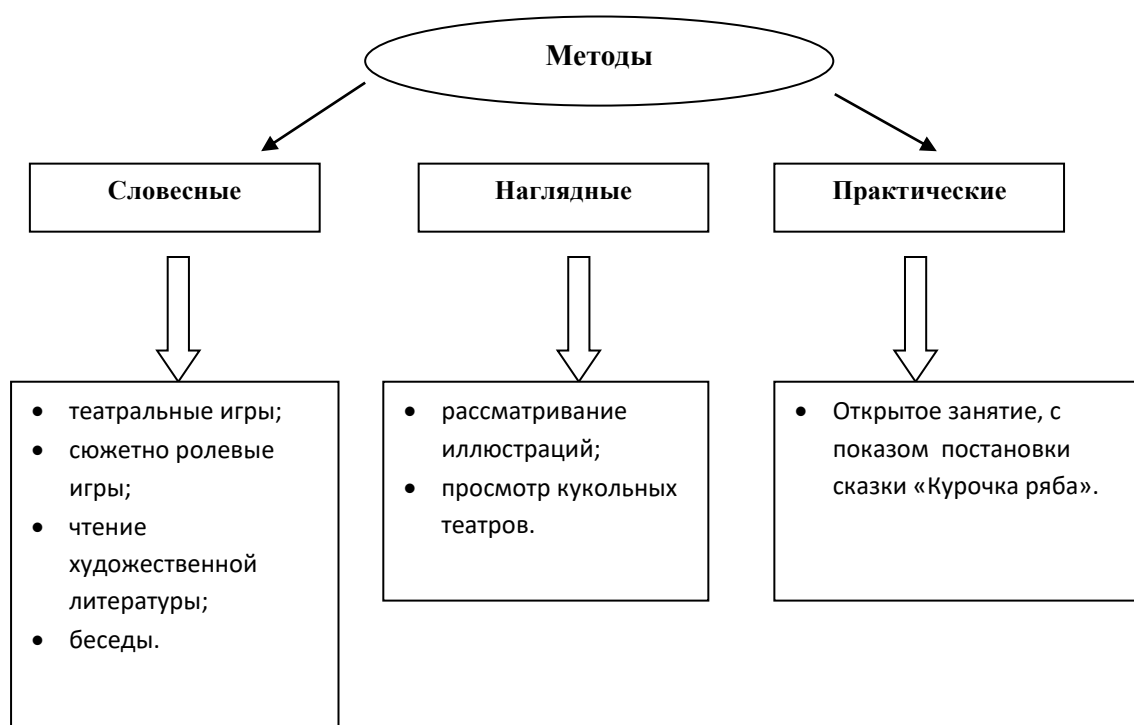 Методы
Словесные
Наглядные
Практические
• театральные игры;
• сюжетно ролевые
игры;
• чтение
художественной
литературы;
• беседы.
• рассматривание
иллюстраций;
• просмотр кукольных
театров.
• Открытое занятие, с
показом постановки
сказки «Курочка ряба».